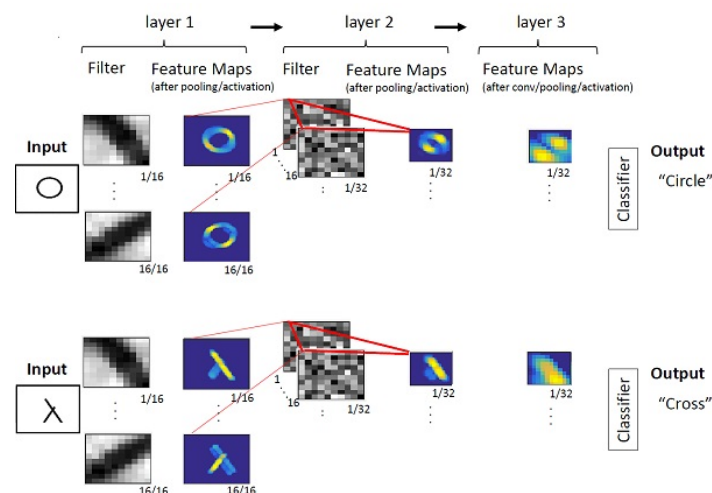 layer 1
layer 2
layer 3
Filter
Feature Maps
(after pooling/activation)
Filter
Feature Maps
(after pooling/activation)
Feature Maps
(after conv/pooling/activation)
Input
1/16
1/16
1
16
1/32
1/32
1/32
16/16
16/16
Classifier
Output
"Circle"
Input
1/16
1/16
1
16
1/32
1/32
1/32
16/16
16/16
Classifier
Output
"Cross"